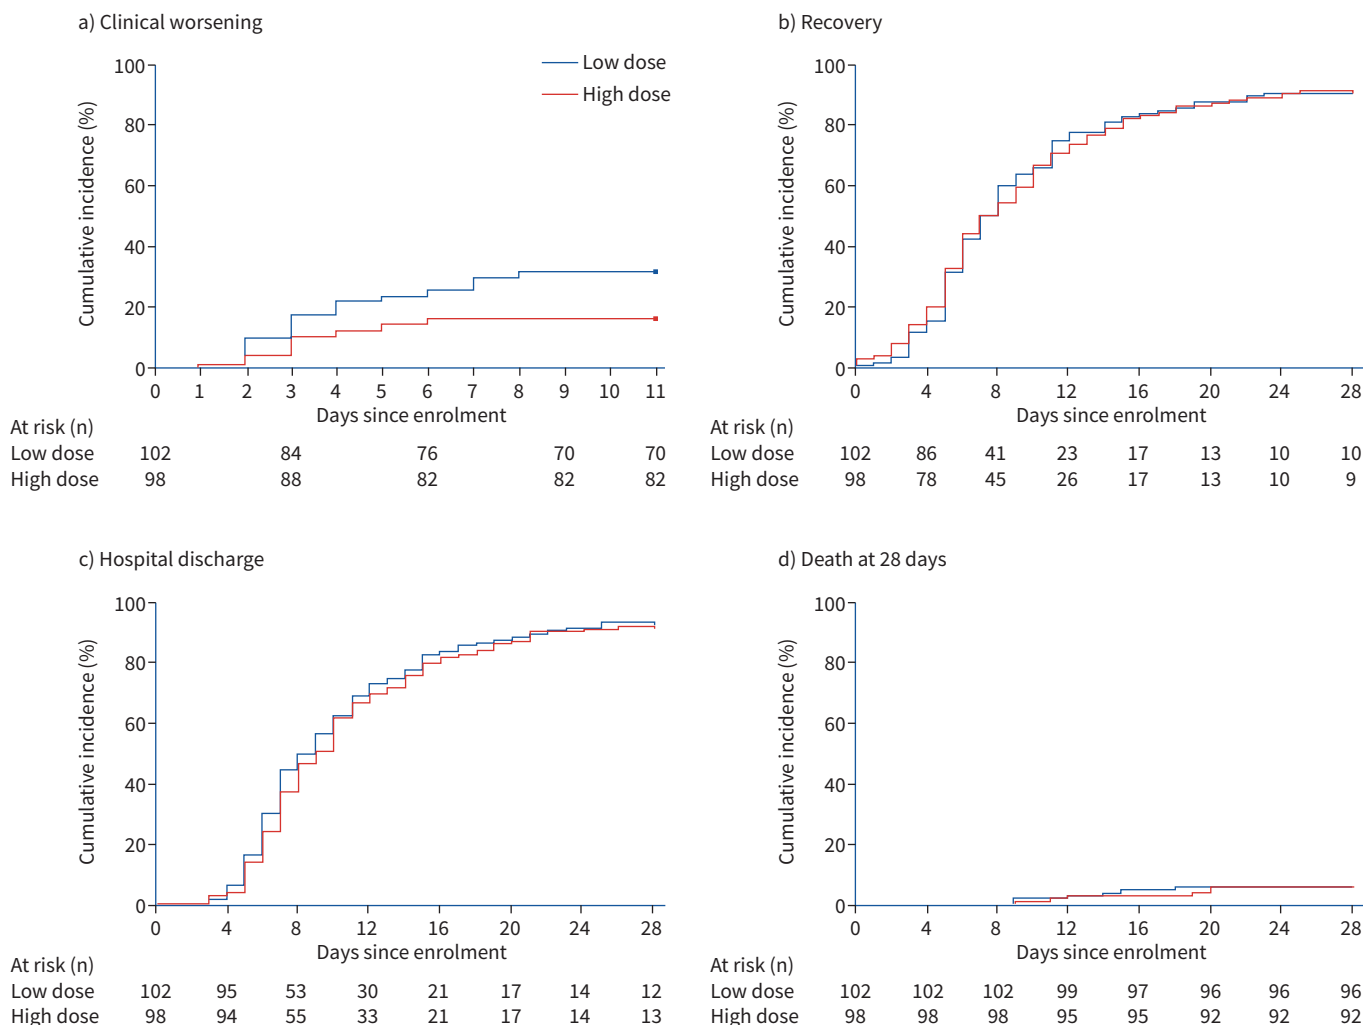 a) Clinical worsening
Low dose
High dose
Cumulative incidence (%)
100
80
60
40
20
0
0 1 2 3 4 5 6 7 8 9 10 11
Days since enrolment
At risk (n)
Low dose 102 84 76 70 70
High dose 98 88 82 82 82
b) Recovery
Cumulative incidence (%)
100
80
60
40
20
0
0 4 8 12 16 20 24 28
Days since enrolment
At risk (n)
Low dose 102 86 41 23 17 13 10 10
High dose 98 78 45 26 17 13 10 9
c) Hospital discharge
Cumulative incidence (%)
100
80
60
40
20
0
0 4 8 12 16 20 24 28
Days since enrolment
At risk (n)
Low dose 102 95 53 30 21 17 14 12
High dose 98 94 55 33 21 17 14 13
d) Death at 28 days
Cumulative incidence (%)
100
80
60
40
20
0
0 4 8 12 16 20 24 28
Days since enrolment
At risk (n)
Low dose 102 102 102 99 97 96 96 96
High dose 98 98 98 95 95 92 92 92